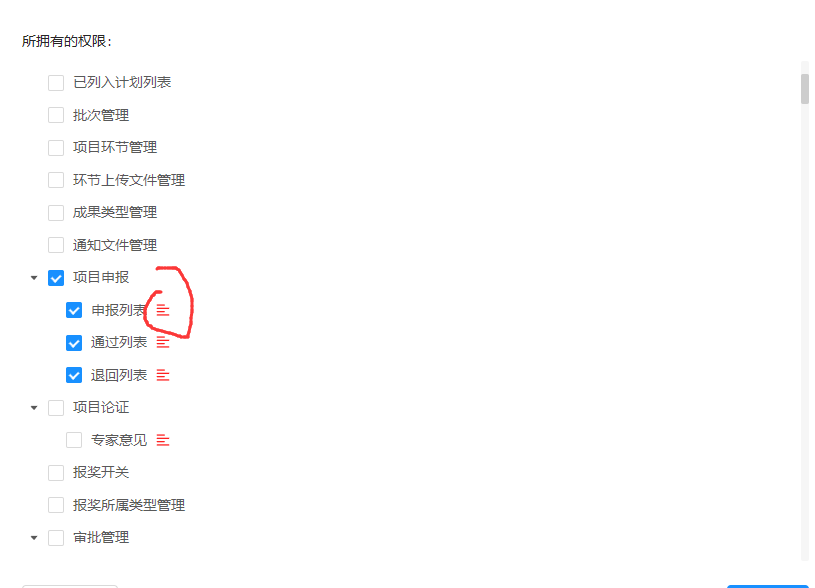 所拥有的权限:
已列入计划列表
批次管理
项目环节管理
环节上传文件管理
成果类型管理
通知文件管理
项目申报
申报列表
通过列表
退回列表
项目论证
专家意见
报奖开关
报奖所属类型管理
审批管理